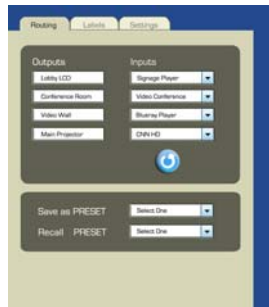 Routing Labels Settings
Outputs Inputs
Lobby LCD Signage Player
Conference Room Video Conference
Video Wall Blueray Player
Main Projector CNN HD
Save as PRESET Select One
Recall PRESET Select One